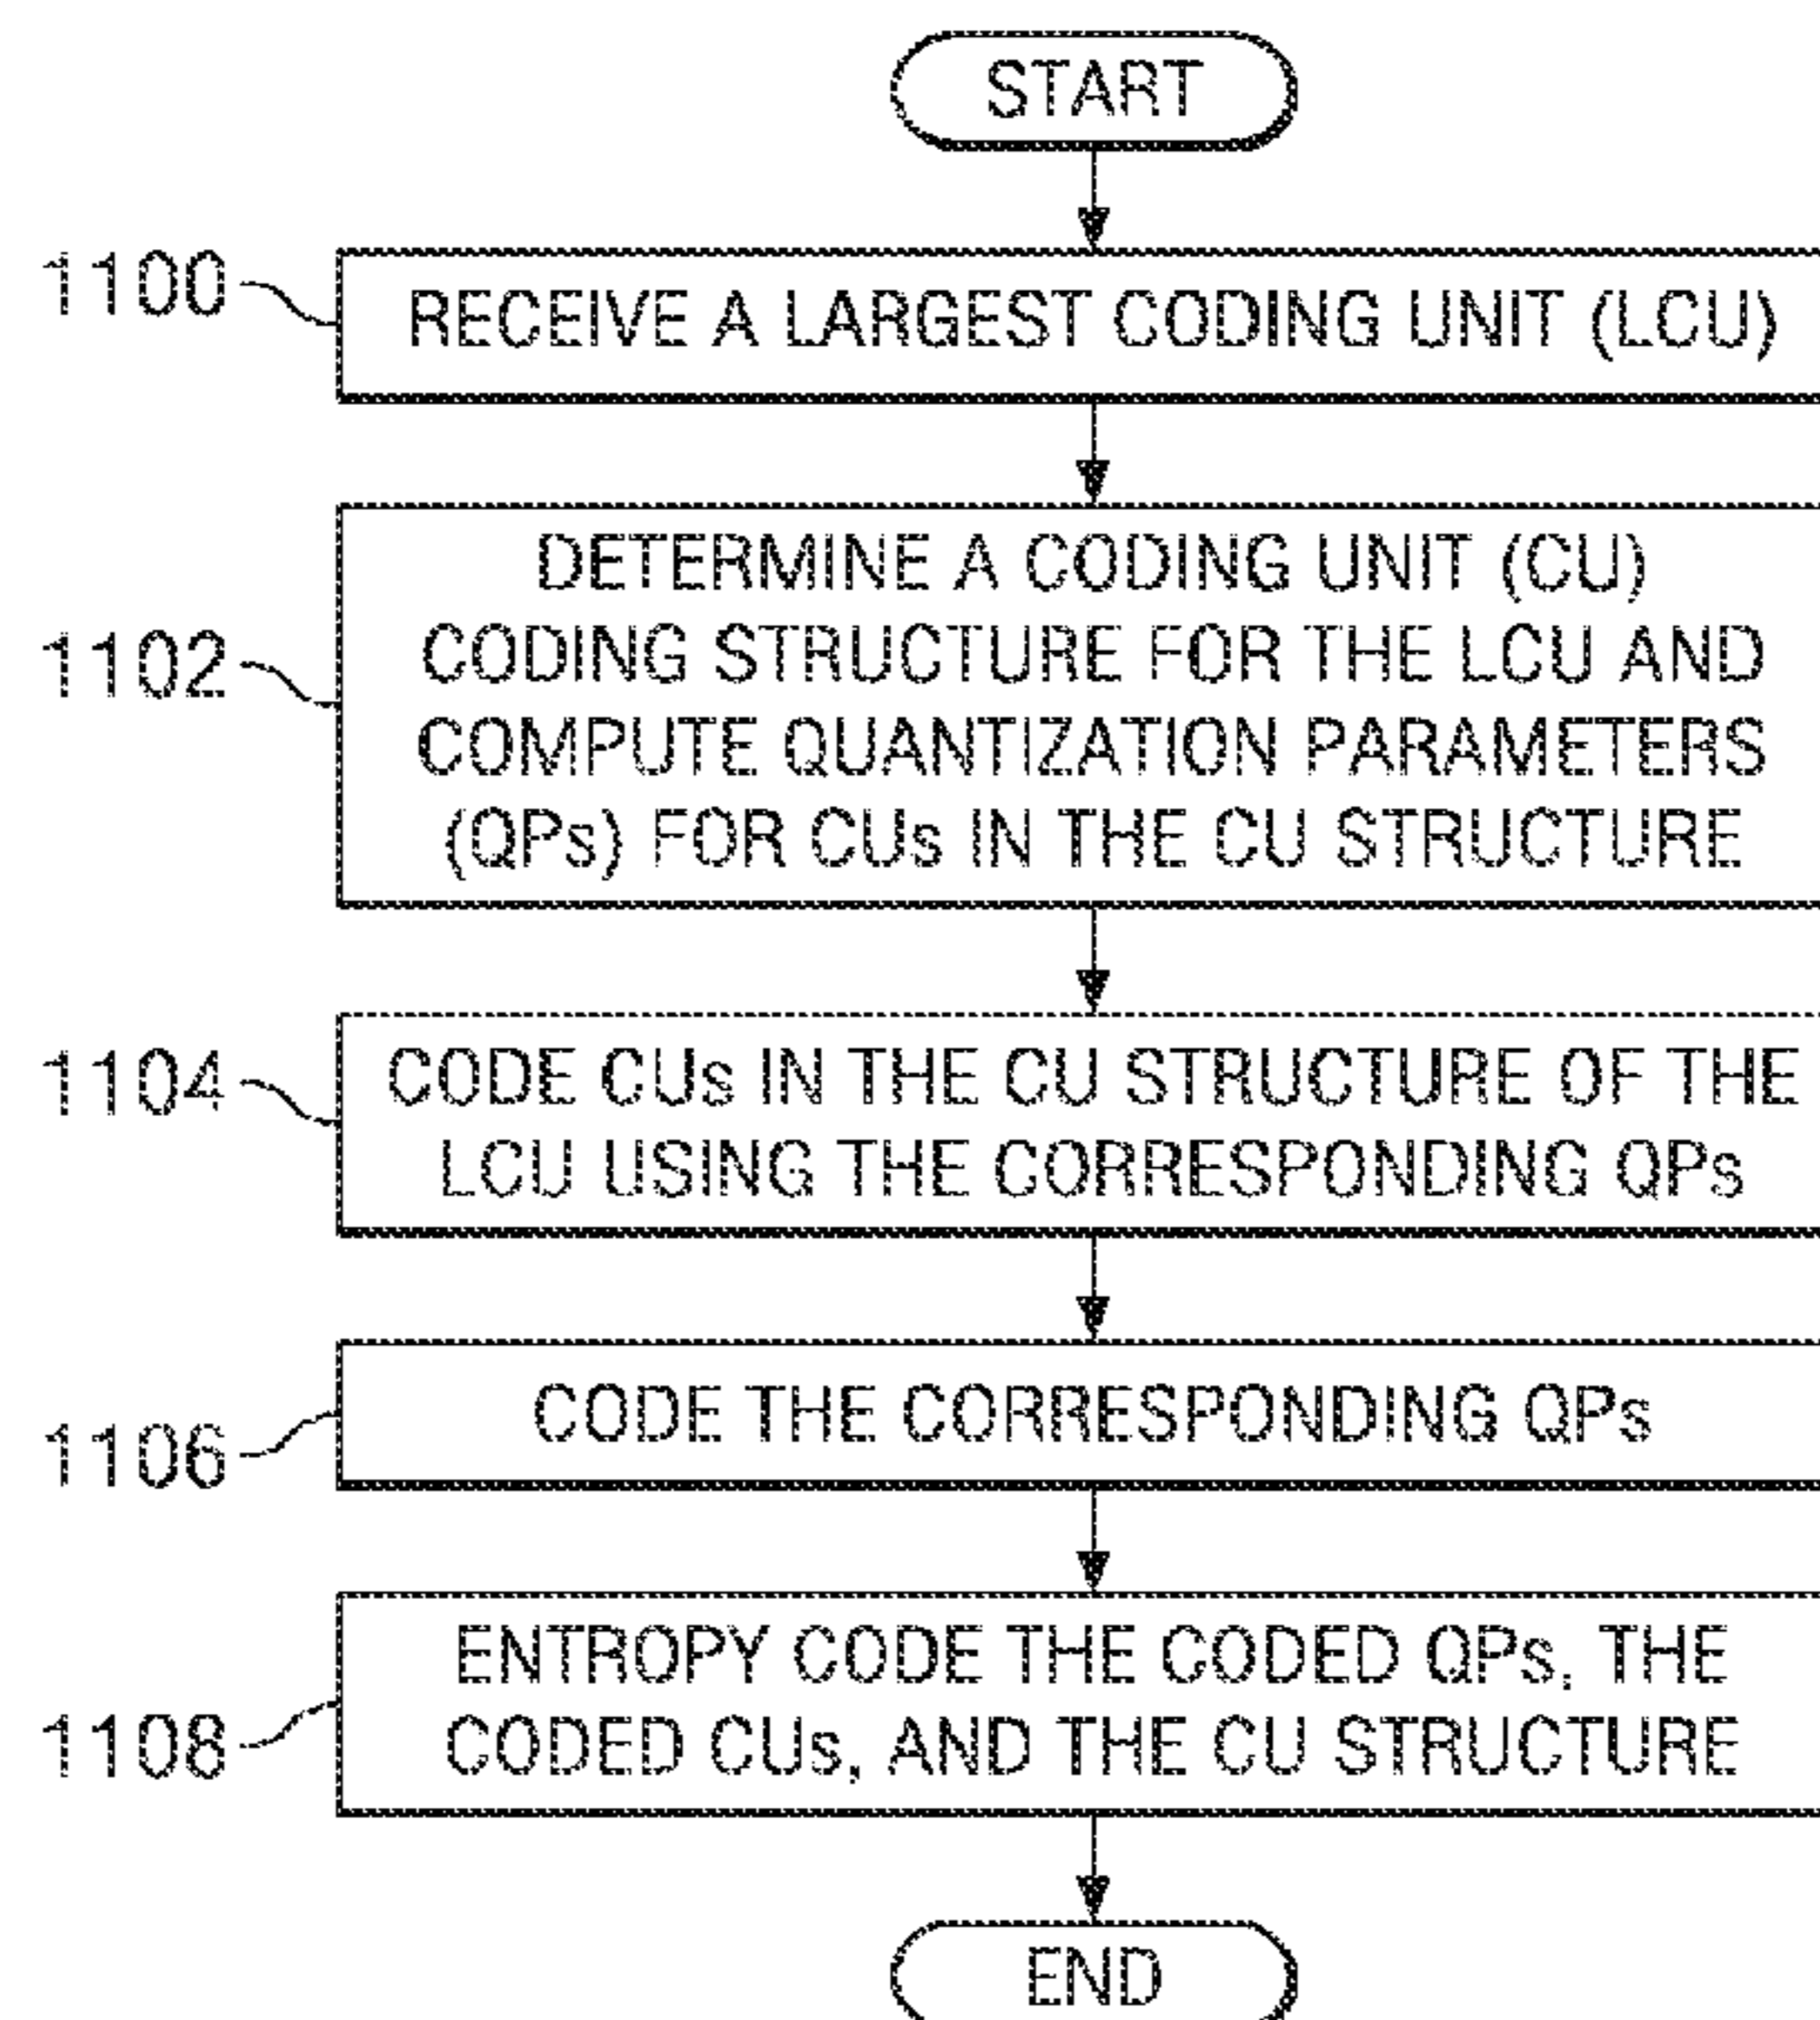 START
1100
RECEIVE A LARGEST CODING UNIT (LCU)
1102
DETERMINE A CODING UNIT (CU)
CODING STRUCTURE FOR THE LCU AND
COMPUTE QUANTIZATION PARAMETERS
(QPs) FOR CUs IN THE CU STRUCTURE
1104
CODE CUs IN THE CU STRUCTURE OF THE
LCU USING THE CORRESPONDING QPs
1106
CODE THE CORRESPONDING QPs
1108
ENTROPY CODE THE CODED QPs, THE
CODED CUs, AND THE CU STRUCTURE
END